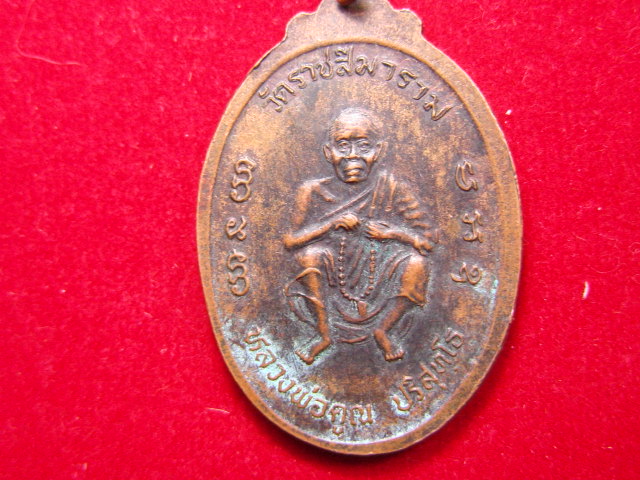 วัดราชสีมาราม
หลวงพ่อคูณ ปริสุทฺโธ